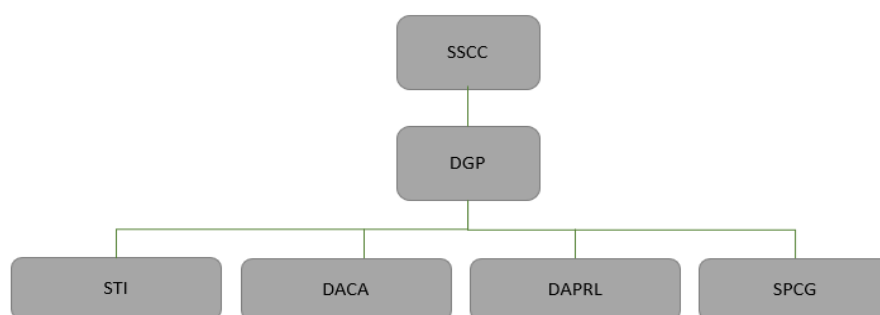 SSCC
DGP
STI
DACA
DAPRL
SPCG